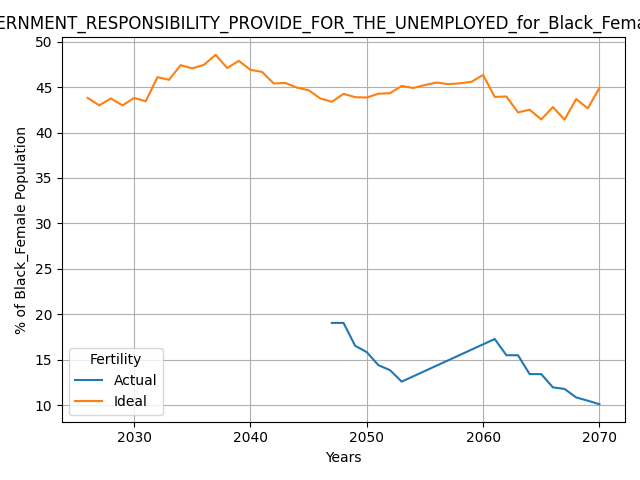 ERNMENT_RESPONSIBILITY_PROVIDE_FOR_THE_UNEMPLOYED_for_Black_Fema
% of Black_Female Population
50
45
40
35
30
25
20
15
10
Fertility
Actual
Ideal
2030 2040 2050 2060 2070
Years